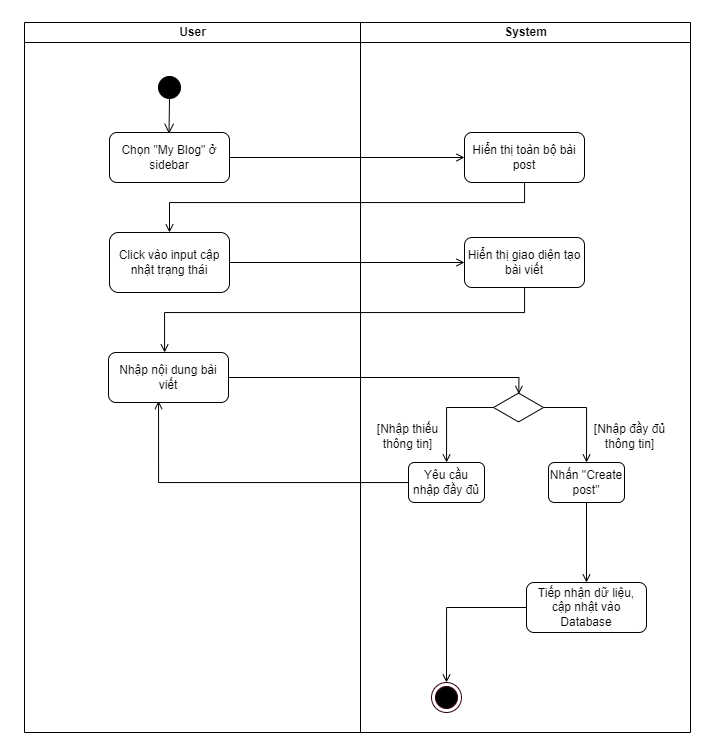 User
System
Chọn "My Blog" ở
sidebar
Hiển thị toàn bộ bài
post
Click vào input cập
nhật trạng thái
Hiển thị giao diện tạo
bài viết
Nhập nội dung bài
viết
[Nhập thiếu
thông tin]
[Nhập đầy đủ
thông tin]
Yêu cầu
nhập đầy đủ
Nhấn "Create
post"
Tiếp nhận dữ liệu,
cập nhật vào
Database